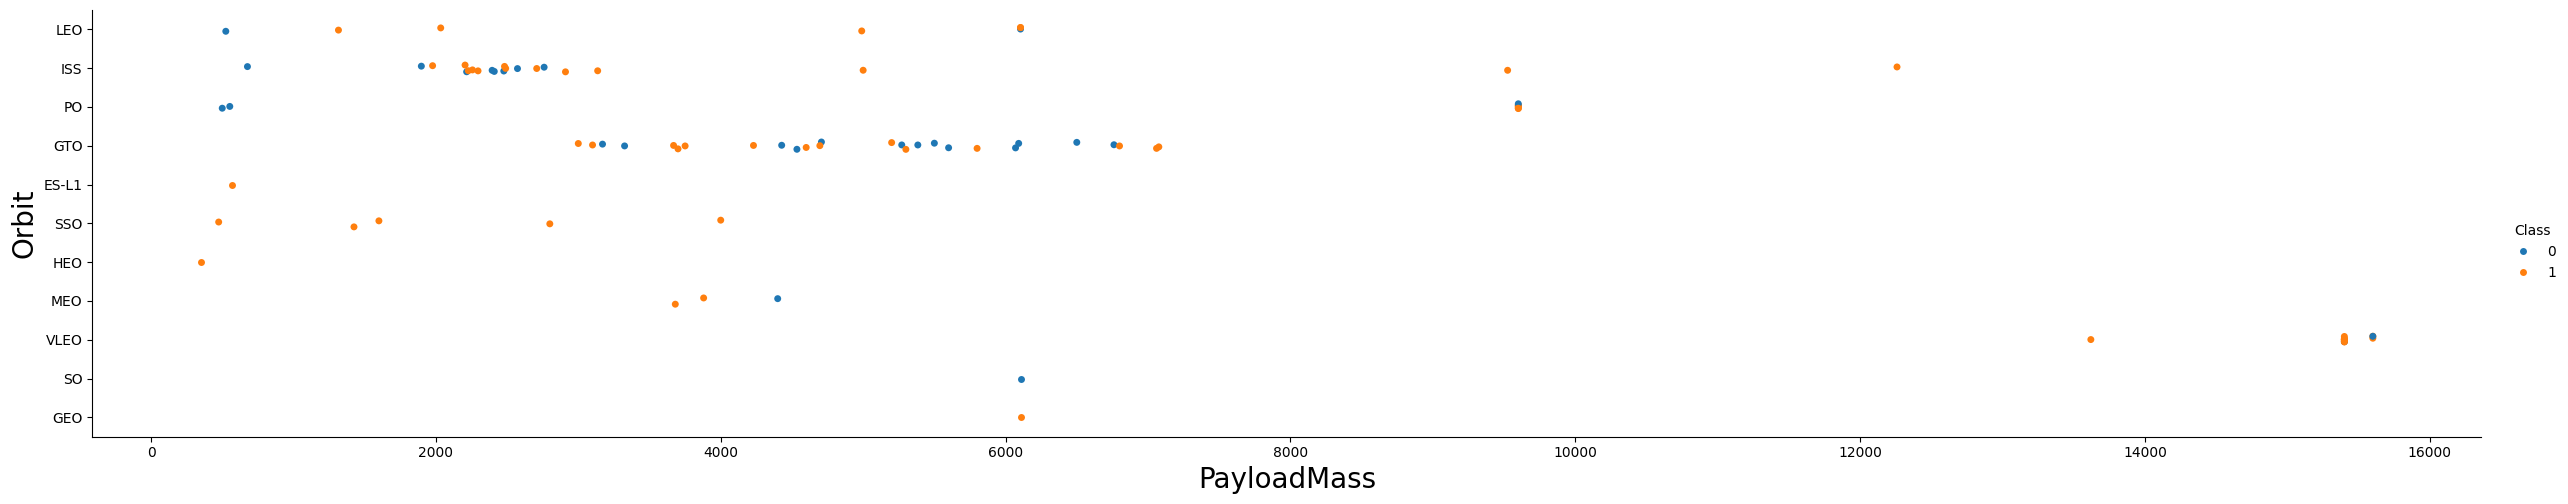 LEO
ISS
PO
GTO
ES-L1
SSO
HEO
MEO
VLEO
SO
GEO
Orbit
0
2000
4000
6000
8000
10000
12000
14000
16000
PayloadMass
Class
0
1